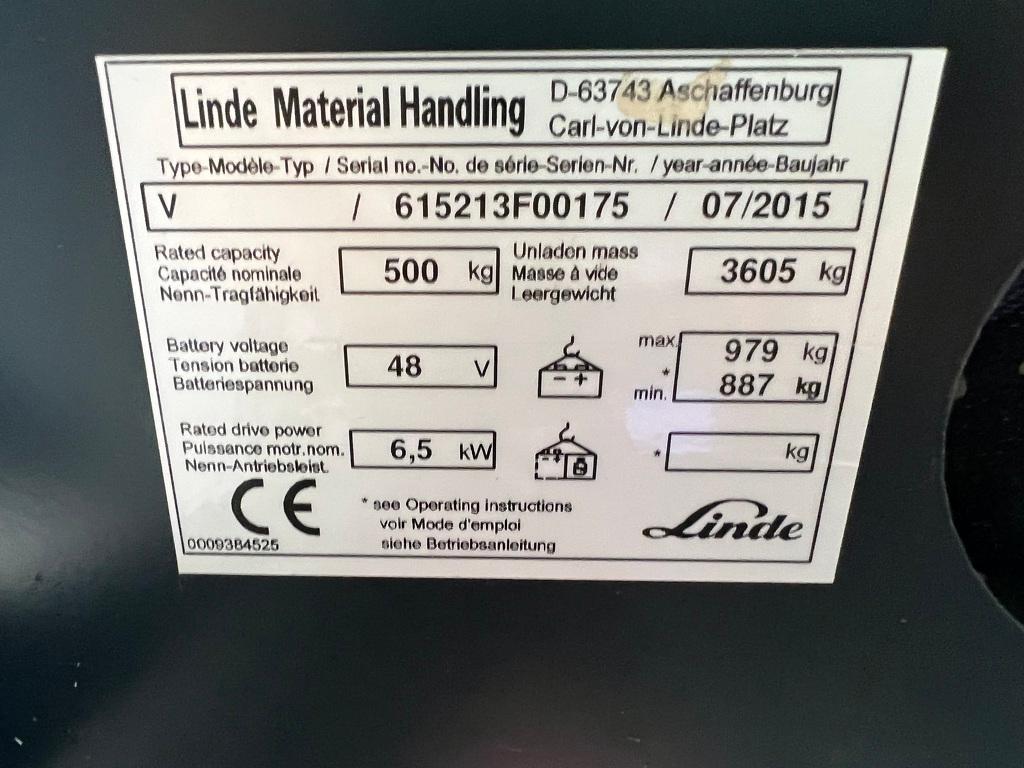 Linde Material Handling
D-63743 Aschaffenburg
Carl-von-Linde-Platz
Type-Modèle-Typ / Serial no.-No. de série-Serien-Nr. / year-année-Baujahr
V / 615213F00175 / 07/2015
Rated capacity
Capacité nominale
Nenn-Tragfähigkeit
500 kg
Unladen mass
Masse à vide
Leergewicht
3605 kg
Battery voltage
Tension batterie
Batteriespannung
48 V
max.
*
min.
979 kg
887 kg
Rated drive power
Puissance motr.nom.
Nenn-Antriebsleist.
6,5 kW
* kg
CE
0009384525
* see Operating instructions
voir Mode d'emploi
siehe Betriebsanleitung
Linde